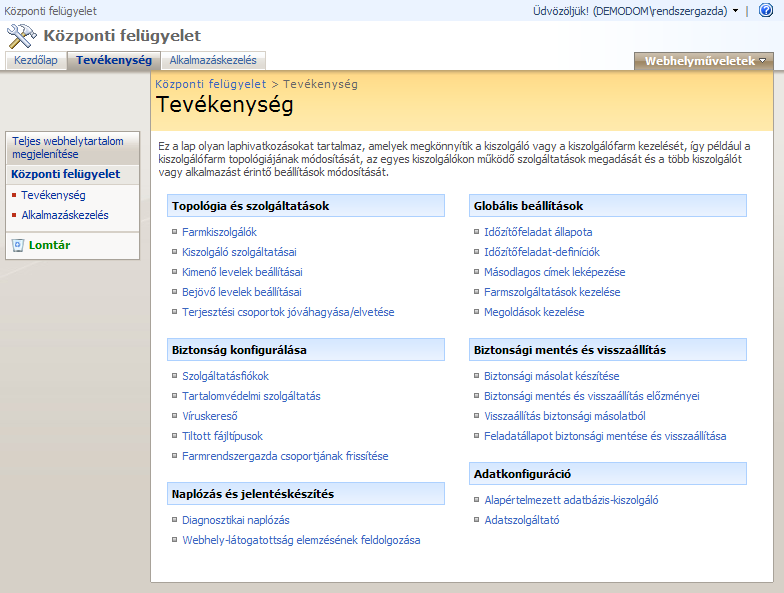 Központi felügyelet
Üdvözöljük! (DEMODOM\rendszergazda)
Központi felügyelet
Kezdőlap Tevékenység Alkalmazáskezelés
Webhelyműveletek
Központi felügyelet > Tevékenység
Tevékenység
Teljes webhelytartalom
megjelenítése
Központi felügyelet
Tevékenység
Alkalmazáskezelés
Lomtár
Ez a lap olyan laphivatkozásokat tartalmaz, amelyek megkönnyítik a kiszolgáló vagy a kiszolgálófarm kezelését, így például a
kiszolgálófarm topológiájának módosítását, az egyes kiszolgálókon működő szolgáltatások megadását és a több kiszolgálót
vagy alkalmazást érintő beállítások módosítását.
Topológia és szolgáltatások
Farmkiszolgálók
Kiszolgáló szolgáltatásai
Kimenő levelek beállításai
Bejövő levelek beállításai
Terjesztési csoportok jóváhagyása/elvetése
Biztonság konfigurálása
Szolgáltatásfiókok
Tartalomvédelmi szolgáltatás
Víruskereső
Tiltott fájltípusok
Farmrendszergazda csoportjának frissítése
Naplózás és jelentéskészítés
Diagnosztikai naplózás
Webhely-látogatottság elemzésének feldolgozása
Globális beállítások
Időzítőfeladat állapota
Időzítőfeladat-definíciók
Másodlagos címek leképezése
Farmszolgáltatások kezelése
Megoldások kezelése
Biztonsági mentés és visszaállítás
Biztonsági másolat készítése
Biztonsági mentés és visszaállítás előzményei
Visszaállítás biztonsági másolatból
Feladatállapot biztonsági mentése és visszaállítása
Adatkonfiguráció
Alapértelmezett adatbázis-kiszolgáló
Adatszolgáltató